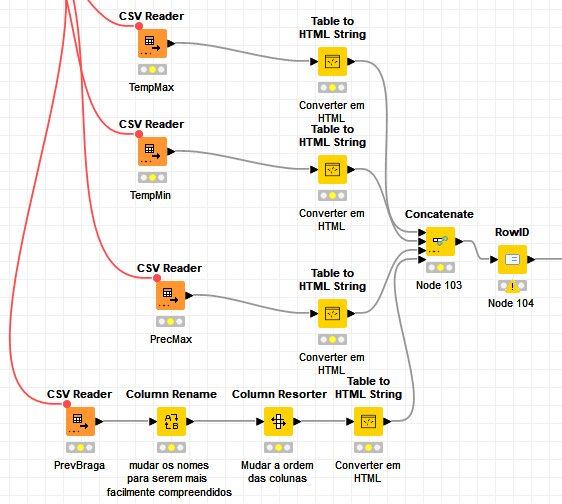 CSV Reader
TempMax
Table to
HTML String
Converter em
HTML
CSV Reader
TempMin
Table to
HTML String
Converter em
HTML
Concatenate
Node 103
RowID
Node 104
CSV Reader
PrecMax
Table to
HTML String
Converter em
HTML
CSV Reader
PrevBraga
Column Rename
A
B
mudar os nomes
para serem mais
facilmente compreendidos
Column Resorter
Mudar a ordem
das colunas
Table to
HTML String
Converter em
HTML